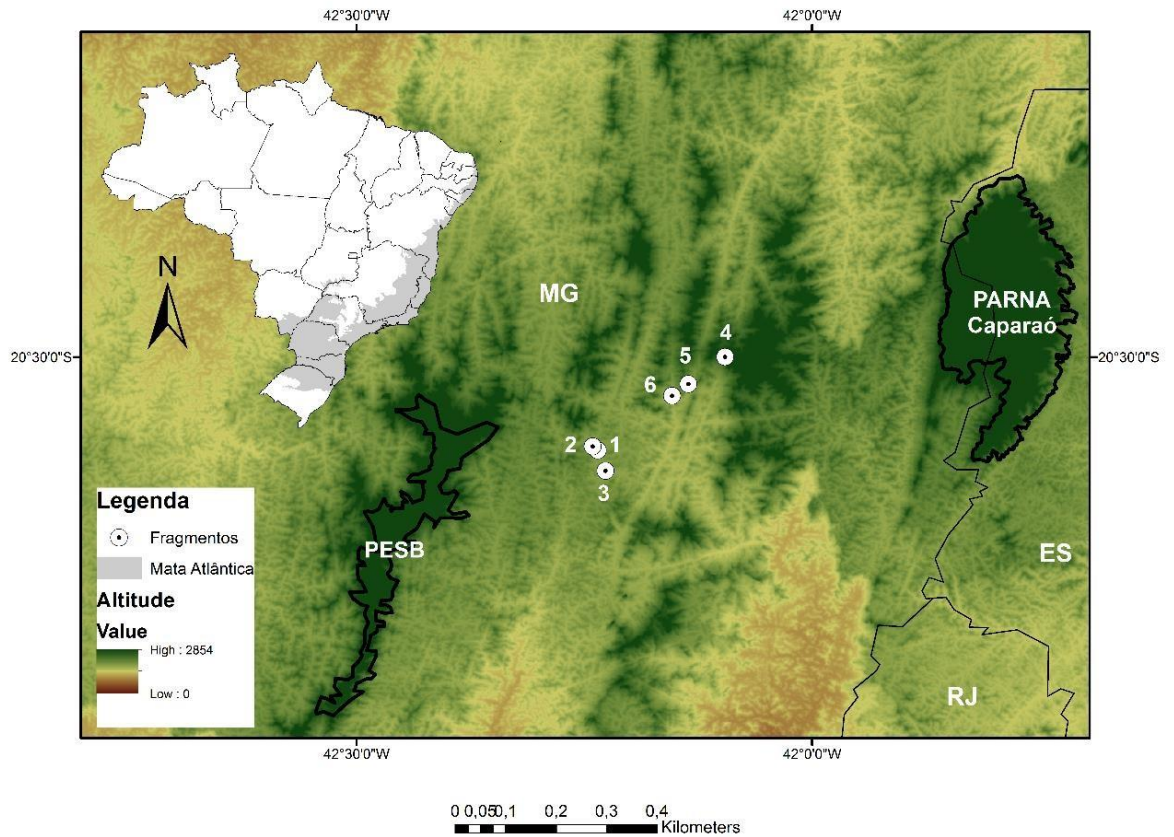 42°30'0"W
42°0'0"W
N
MG
PARNA
Caparaó
4
20°30'0"S
5
20°30'0"S
6
2
1
3
Legenda
Fragmentos
Mata Atlântica
PESB
ES
Altitude
Value
High : 2854
Low : 0
RJ
42°30'0"W
42°0'0"W
0 0,050,1 0,2 0,3 0,4
Kilometers